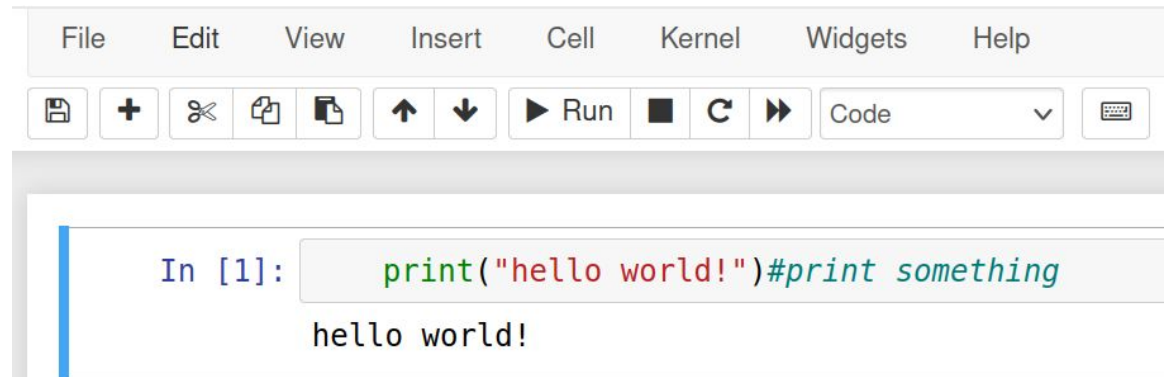 File Edit View Insert Cell Kernel Widgets Help
Run Code
In [1]:     print("hello world!")#print something
hello world!